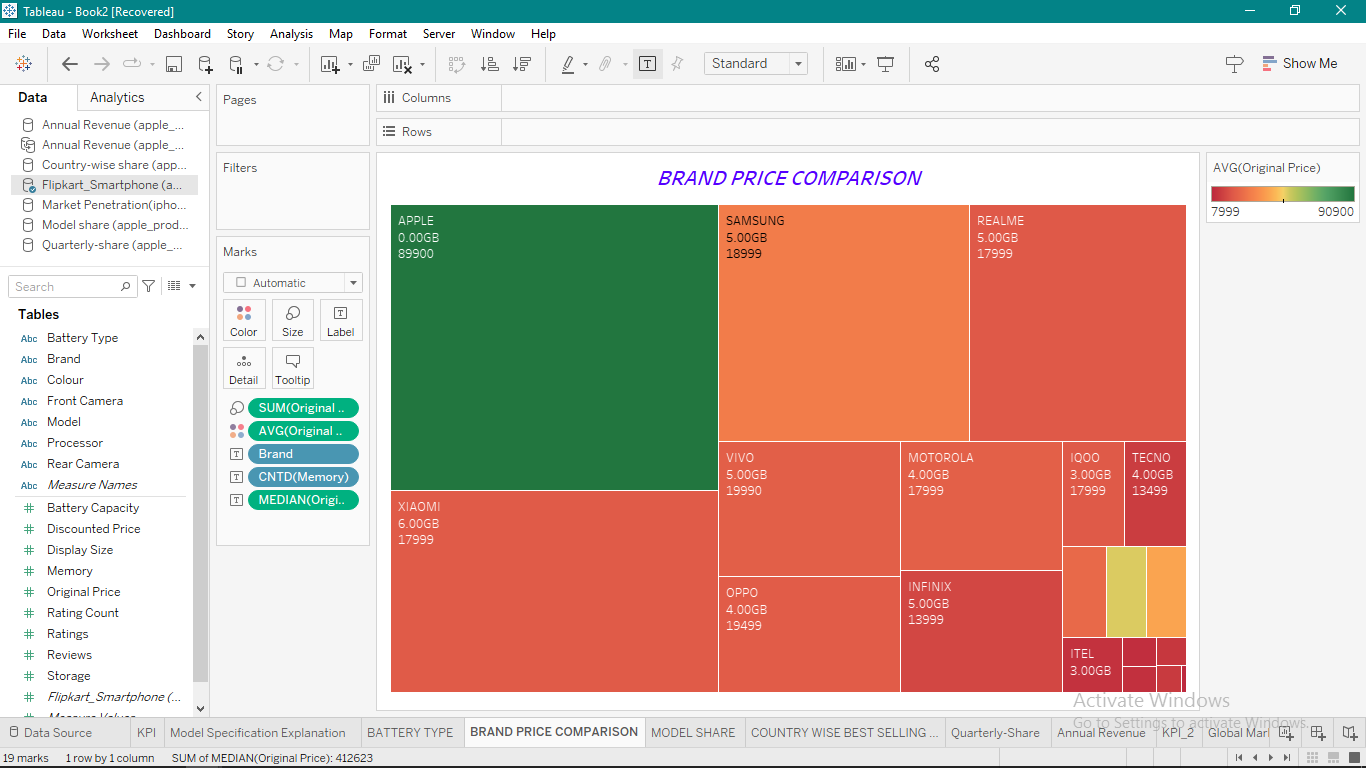 Tableau - Book2 [Recovered]
File Data Worksheet Dashboard Story Analysis Map Format Server Window Help
Standard
Show Me
Data Analytics
Annual Revenue (apple_...
Annual Revenue (apple_...
Country-wise share (app...
Flipkart_Smartphone (a...
Market Penetration(ipho...
Model share (apple_prod...
Quarterly-share (apple_...
Search
Tables
Abc Battery Type
Abc Brand
Abc Colour
Abc Front Camera
Abc Model
Abc Processor
Abc Rear Camera
Abc Measure Names
Battery Capacity
Discounted Price
Display Size
Memory
Original Price
Rating Count
Ratings
Reviews
Storage
Flipkart_Smartphone (...
Measure Values
Pages
Filters
Marks
Automatic
Color Size Label
Detail Tooltip
SUM(Original ..
AVG(Original ..
Brand
CNTD(Memory)
MEDIAN(Origi..
Columns
Rows
BRAND PRICE COMPARISON
APPLE
0.00GB
89900
SAMSUNG
5.00GB
18999
REALME
5.00GB
17999
XIAOMI
6.00GB
17999
VIVO
5.00GB
19990
MOTOROLA
4.00GB
17999
IQOO
3.00GB
17999
TECNO
4.00GB
13499
OPPO
4.00GB
19499
INFINIX
5.00GB
13999
ITEL
3.00GB
AVG(Original Price)
7999 90900
Activate Windows
Go to Settings to activate Windows.
Data Source KPI Model Specification Explanation BATTERY TYPE BRAND PRICE COMPARISON MODEL SHARE COUNTRY WISE BEST SELLING ... Quarterly-Share Annual Revenue KPI_2 Global Mar
19 marks 1 row by 1 column SUM of MEDIAN(Original Price): 412623